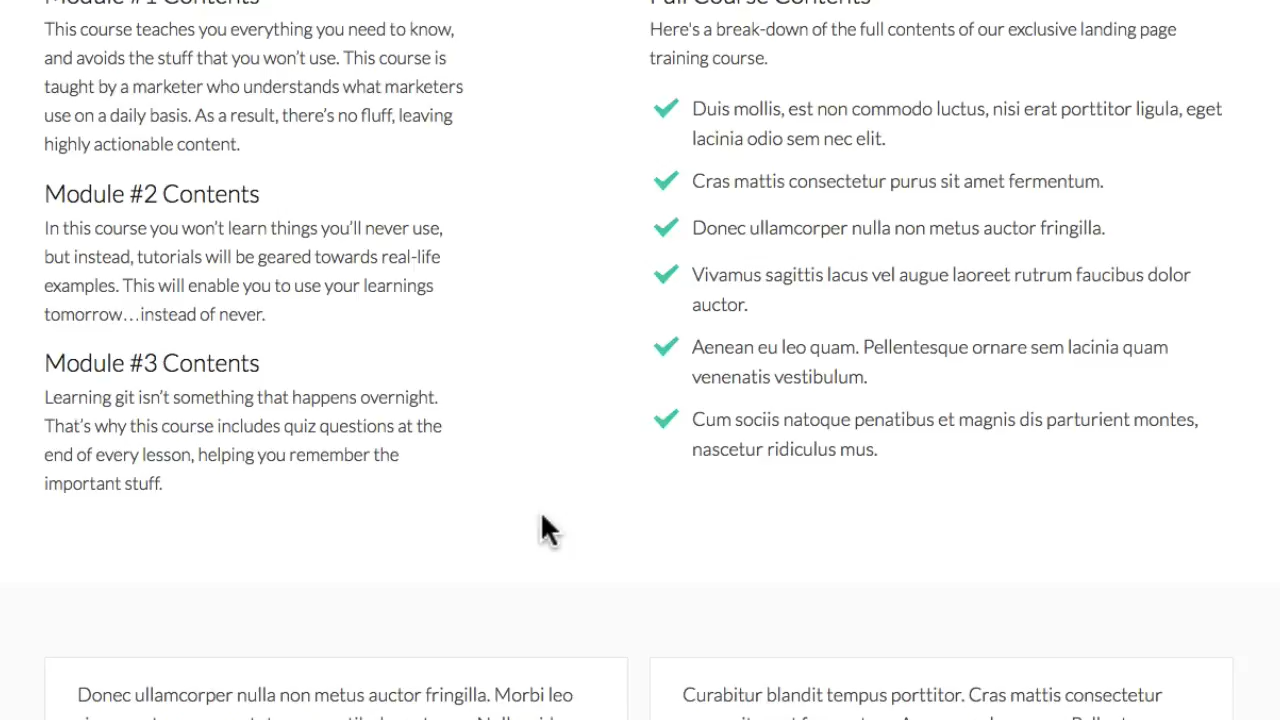 Module #1 Contents
This course teaches you everything you need to know,
and avoids the stuff that you won’t use. This course is
taught by a marketer who understands what marketers
use on a daily basis. As a result, there’s no fluff, leaving
highly actionable content.
Module #2 Contents
In this course you won’t learn things you’ll never use,
but instead, tutorials will be geared towards real-life
examples. This will enable you to use your learnings
tomorrow…instead of never.
Module #3 Contents
Learning git isn’t something that happens overnight.
That’s why this course includes quiz questions at the
end of every lesson, helping you remember the
important stuff.
Full Course Contents
Here's a break-down of the full contents of our exclusive landing page
training course.
Duis mollis, est non commodo luctus, nisi erat porttitor ligula, eget
lacinia odio sem nec elit.
Cras mattis consectetur purus sit amet fermentum.
Donec ullamcorper nulla non metus auctor fringilla.
Vivamus sagittis lacus vel augue laoreet rutrum faucibus dolor
auctor.
Aenean eu leo quam. Pellentesque ornare sem lacinia quam
venenatis vestibulum.
Cum sociis natoque penatibus et magnis dis parturient montes,
nascetur ridiculus mus.
Donec ullamcorper nulla non metus auctor fringilla. Morbi leo
Curabitur blandit tempus porttitor. Cras mattis consectetur